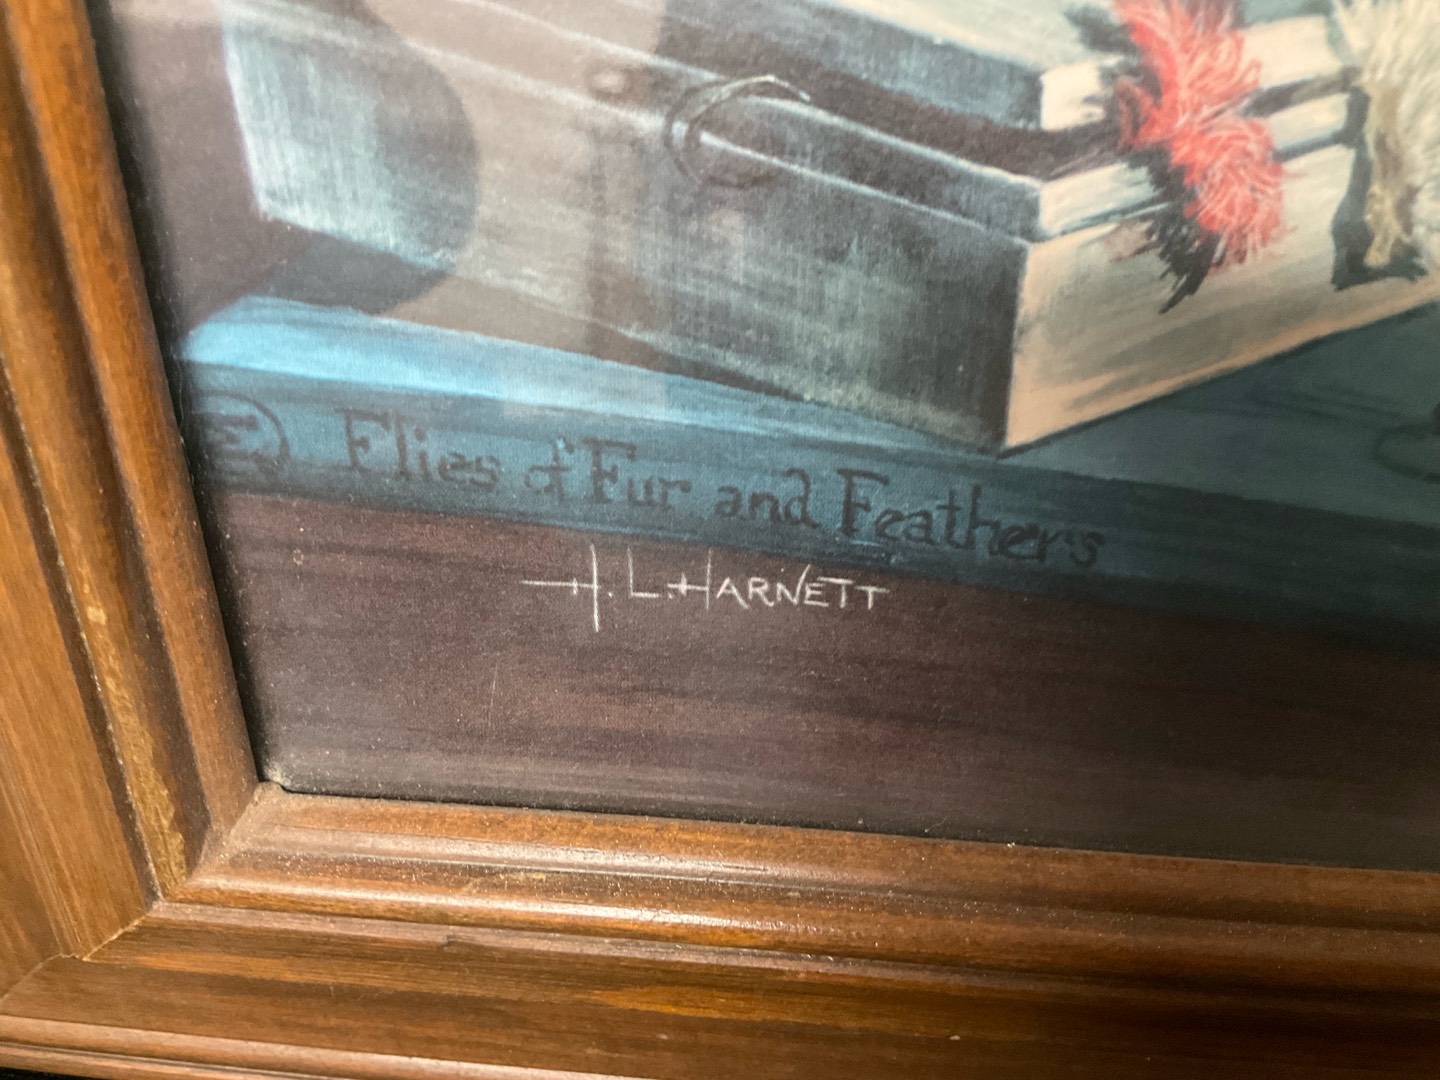 E Flies of Fur and Feathers
H. L. HARNETT